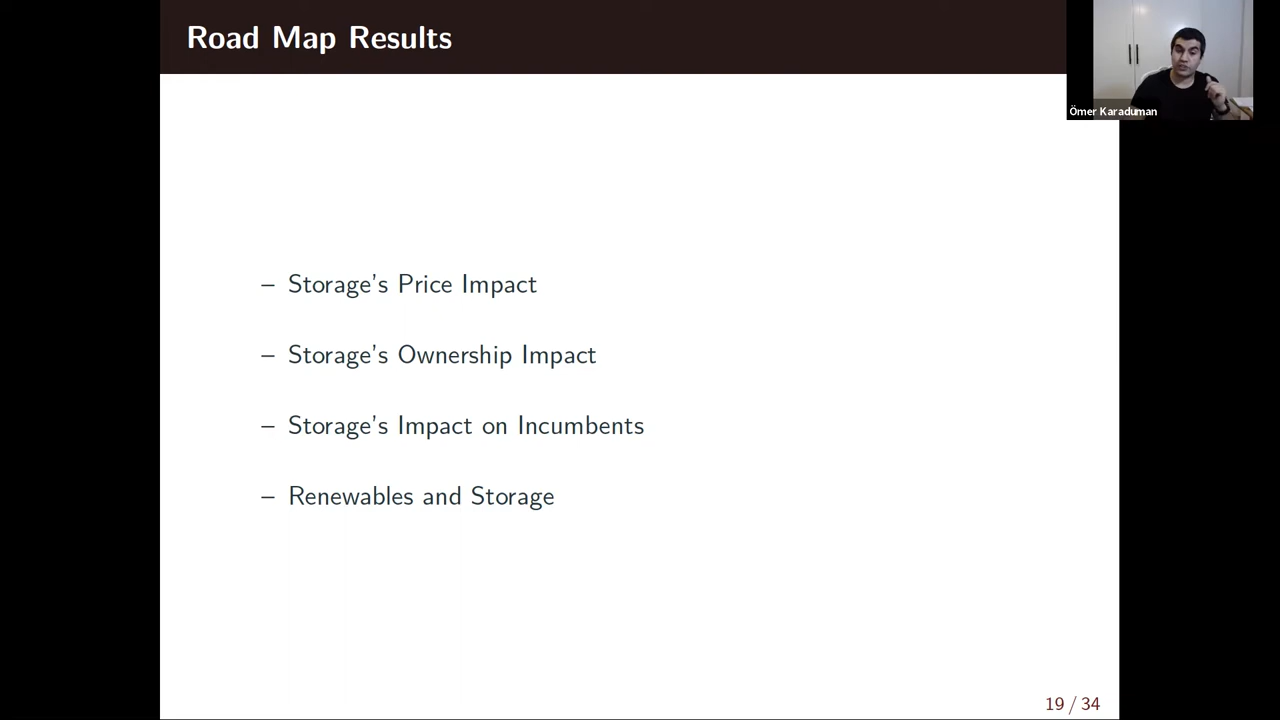 Road Map Results
Ömer Karaduman
– Storage's Price Impact
– Storage's Ownership Impact
– Storage's Impact on Incumbents
– Renewables and Storage
19 / 34